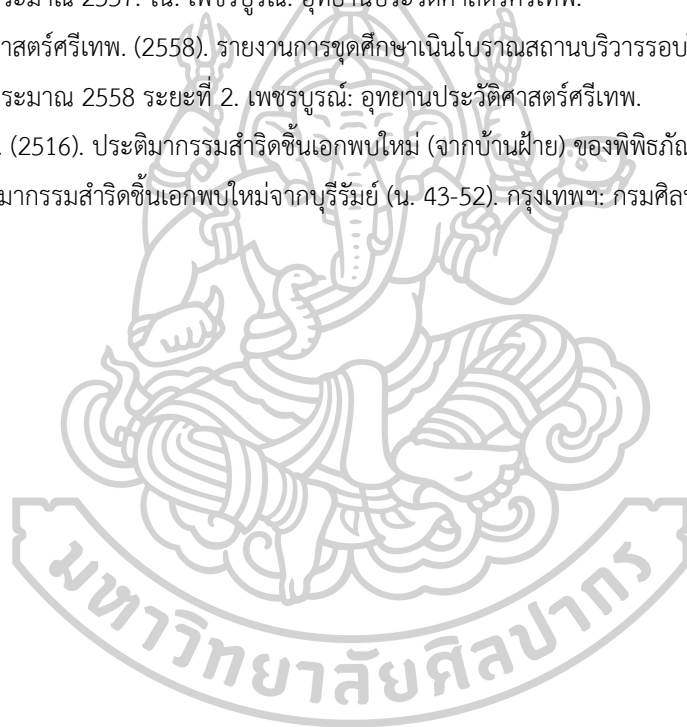 ระมาณ 2557. ใน. เพชรบูรณ์: อุทยานประวัติศาสตร์ศรีเทพ.
าสตร์ศรีเทพ. (2558). รายงานการขุดศึกษาเนินโบราณสถานบริวารรอบ
ระมาณ 2558 ระยะที่ 2. เพชรบูรณ์: อุทยานประวัติศาสตร์ศรีเทพ.
. (2516). ประติมากรรมสำริดชิ้นเอกพบใหม่ (จากบ้านฝ้าย) ของพิพิธภัณ
มากรรมสำริดชิ้นเอกพบใหม่จากบุรีรัมย์ (น. 43-52). กรุงเทพฯ: กรมศิล
มหาวิทยาลัยศิลปากร